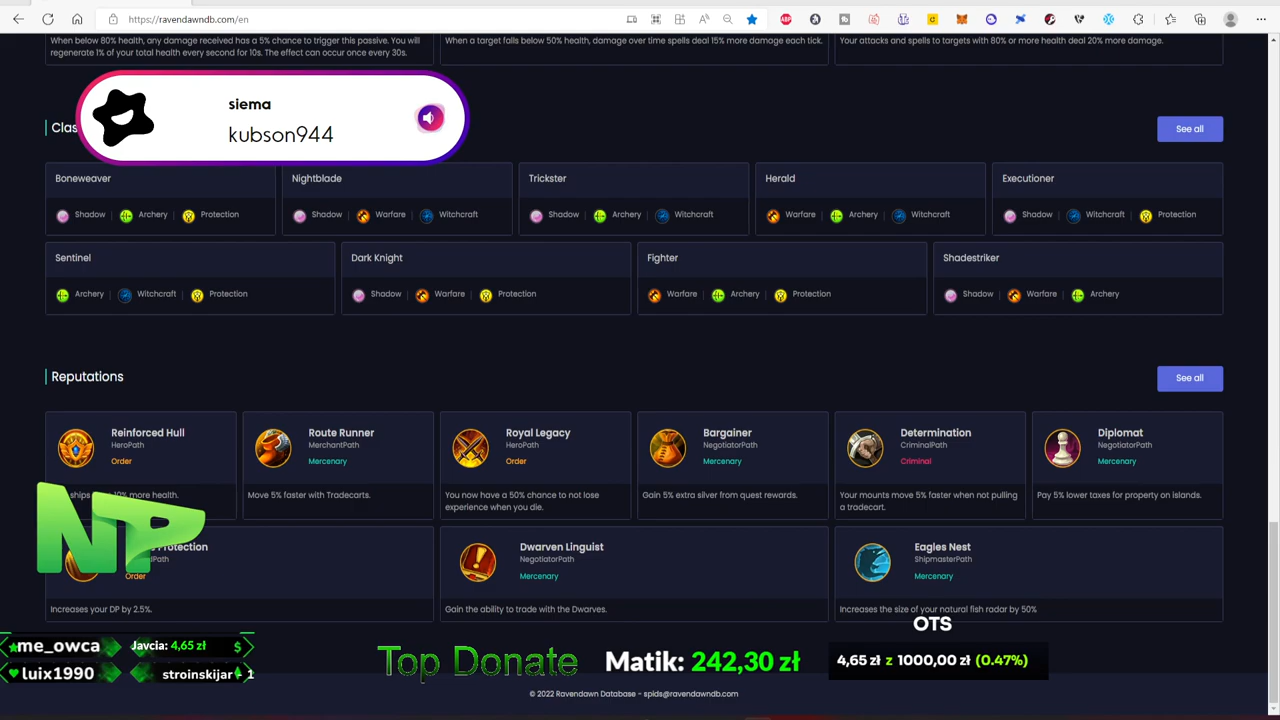 https://ravendawndb.com/en
When below 80% health, any damage received has a 5% chance to trigger this passive. You will
regenerate 1% of your total health every second for 10s. The effect can occur once every 30s.
When a target falls below 50% health, damage over time spells deal 15% more damage each tick.
Your attacks and spells to targets with 80% or more health deal 20% more damage.
siema
kubson944
Clas
See all
Boneweaver
Shadow | Archery | Protection
Nightblade
Shadow | Warfare | Witchcraft
Trickster
Shadow | Archery | Witchcraft
Herald
Warfare | Archery | Witchcraft
Executioner
Shadow | Witchcraft | Protection
Sentinel
Archery | Witchcraft | Protection
Dark Knight
Shadow | Warfare | Protection
Fighter
Warfare | Archery | Protection
Shadestriker
Shadow | Warfare | Archery
Reputations
See all
Reinforced Hull
HeroPath
Order
ships 10% more health.
Route Runner
MerchantPath
Mercenary
Move 5% faster with Tradecarts.
Royal Legacy
HeroPath
Order
You now have a 50% chance to not lose
experience when you die.
Bargainer
NegotiatorPath
Mercenary
Gain 5% extra silver from quest rewards.
Determination
CriminalPath
Criminal
Your mounts move 5% faster when not pulling
a tradecart.
Diplomat
NegotiatorPath
Mercenary
Pay 5% lower taxes for property on islands.
NP
Protection
Path
Order
Increases your DP by 2.5%.
Dwarven Linguist
NegotiatorPath
Mercenary
Gain the ability to trade with the Dwarves.
Eagles Nest
ShipmasterPath
Mercenary
Increases the size of your natural fish radar by 50%
OTS
me_owca
Javcia: 4,65 zł
$
luix1990
stroinskijar - 1
Top Donate
Matik: 242,30 zł
4,65 zł z 1000,00 zł (0.47%)
© 2022 Ravendawn Database - spids@ravendawndb.com